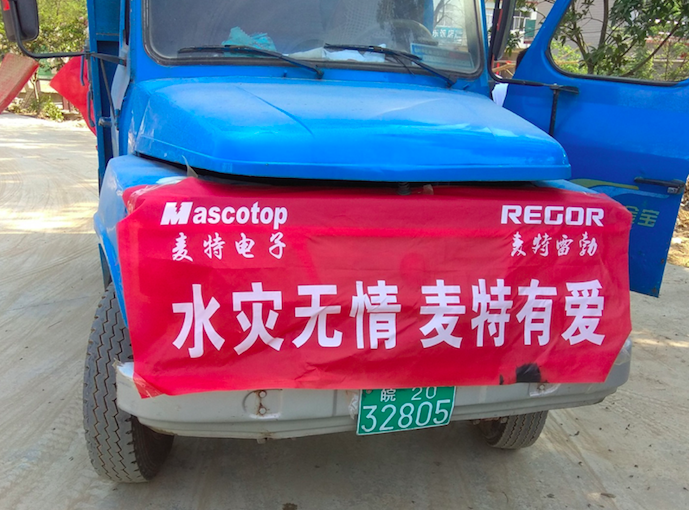 Mascotop
麦特电子
REGOR
麦特雷勃
水灾无情 麦特有爱
皖 20
32805